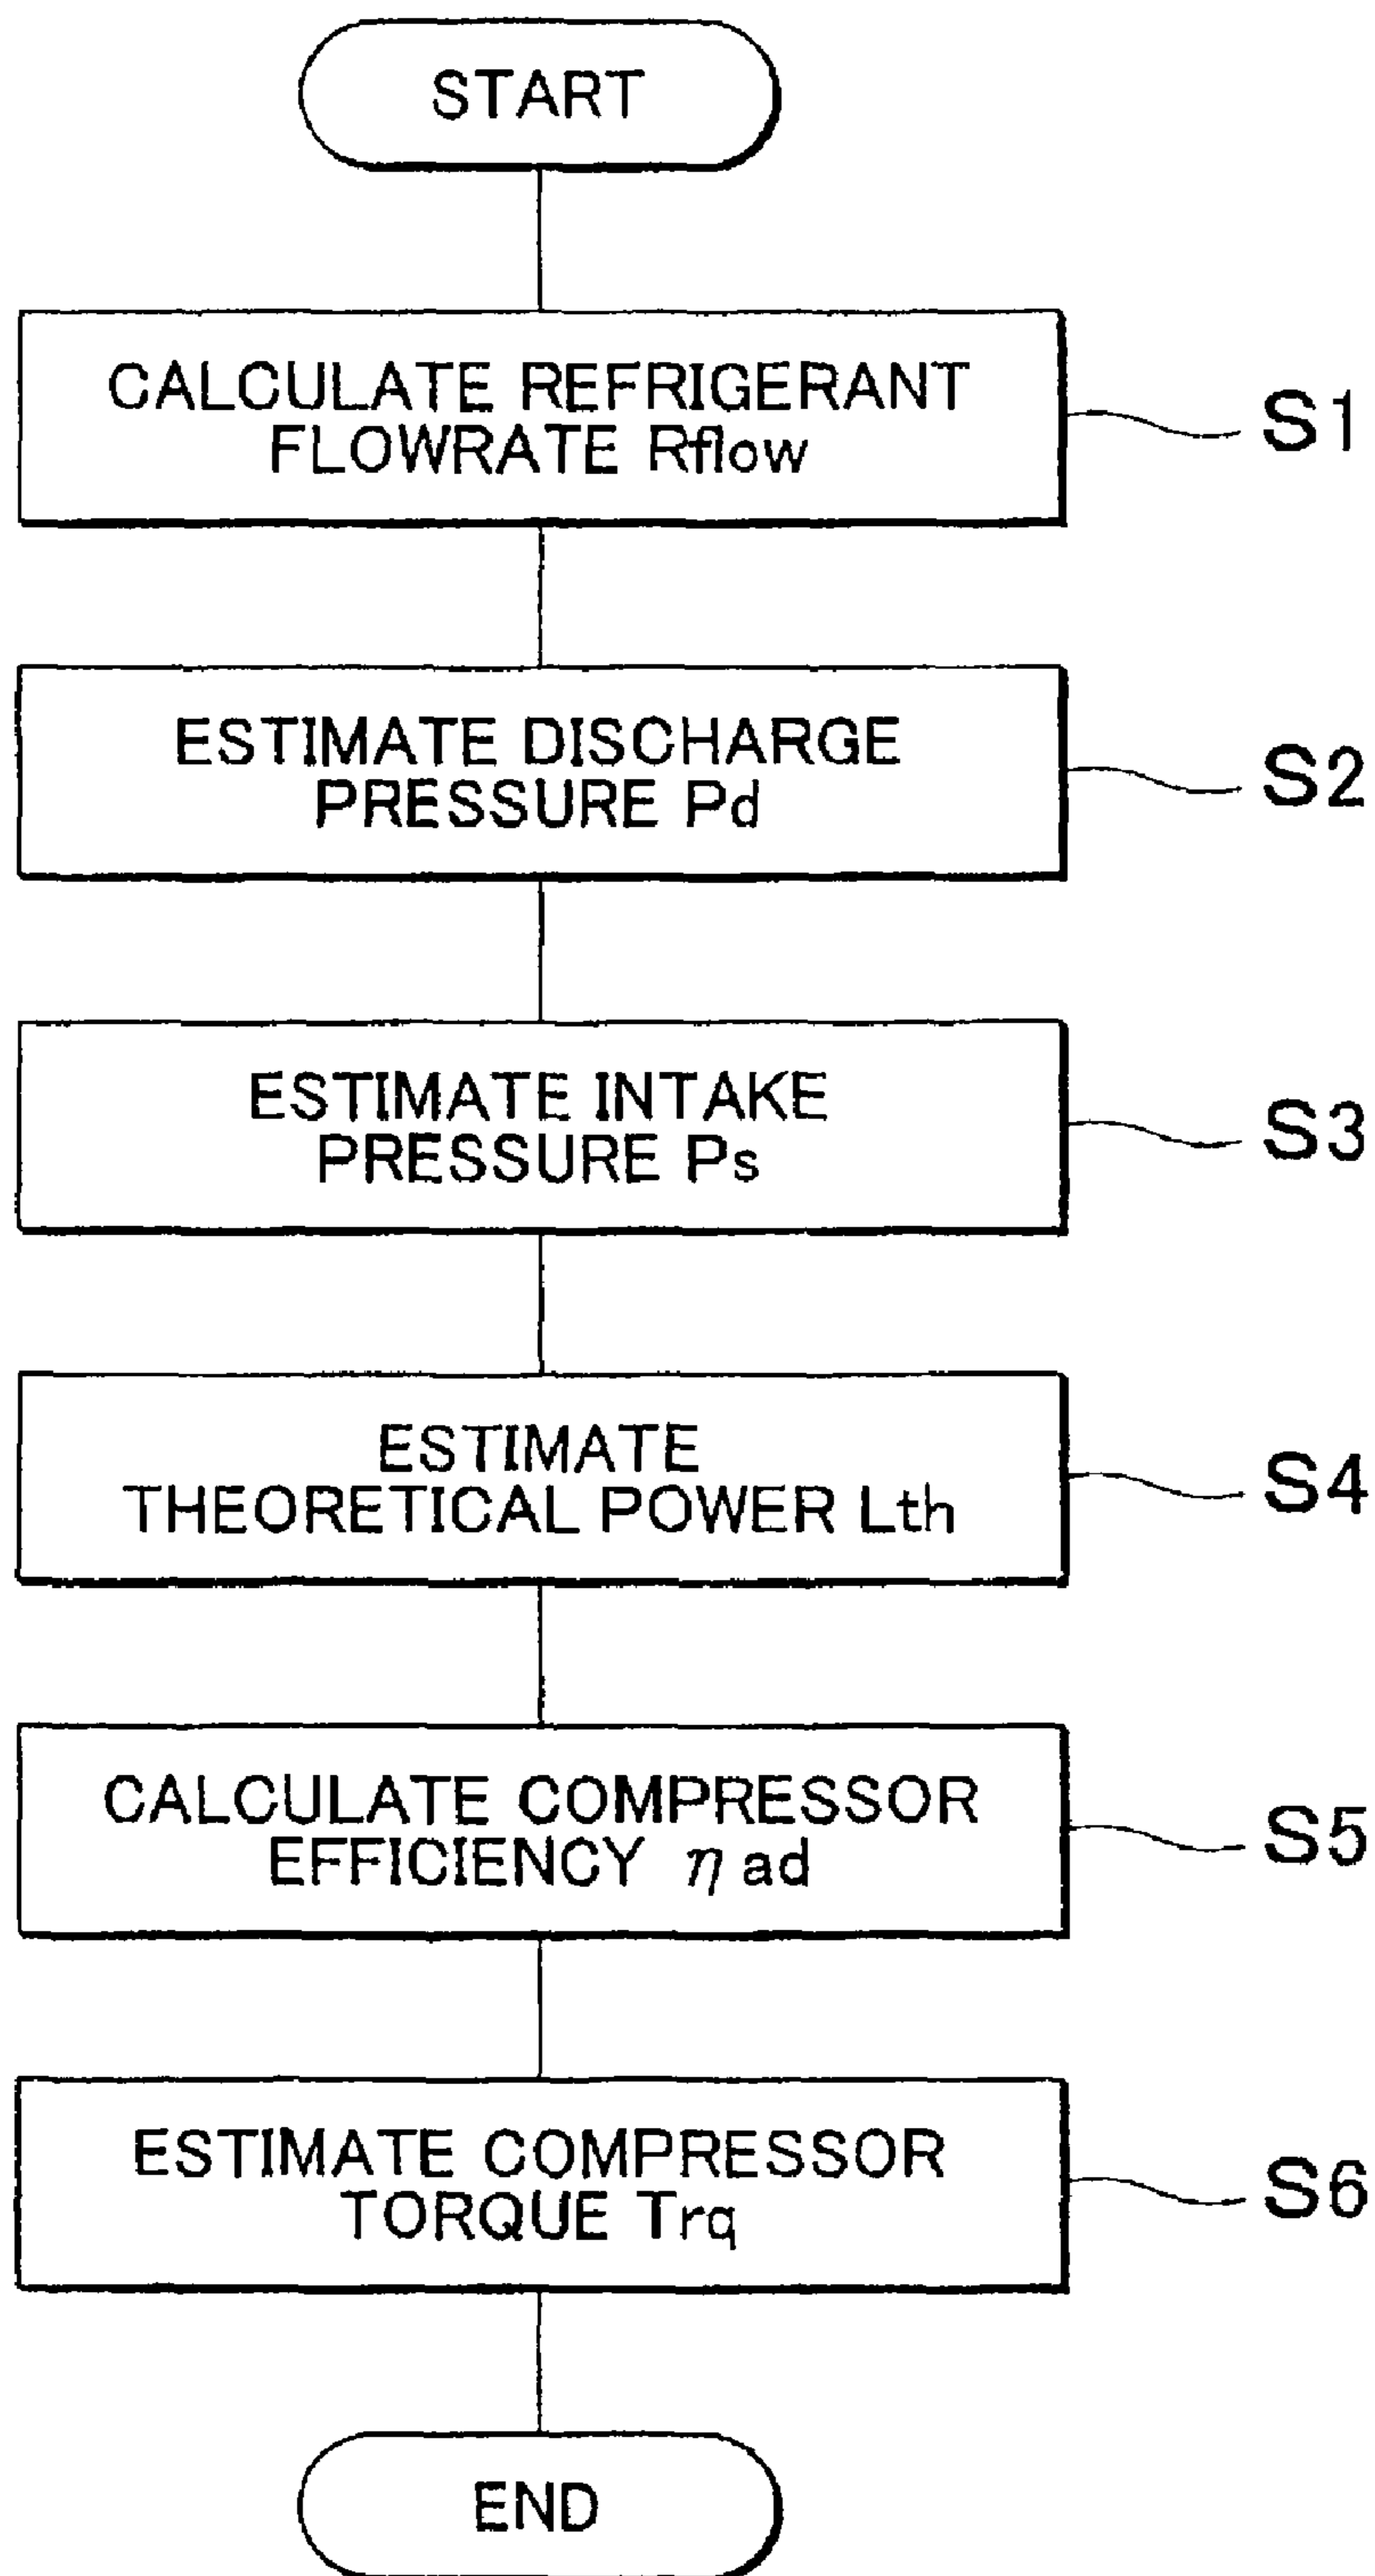 START
CALCULATE REFRIGERANT
FLOWRATE Rflow
S1
ESTIMATE DISCHARGE
PRESSURE Pd
S2
ESTIMATE INTAKE
PRESSURE Ps
S3
ESTIMATE
THEORETICAL POWER Lth
S4
CALCULATE COMPRESSOR
EFFICIENCY η ad
S5
ESTIMATE COMPRESSOR
TORQUE Trq
S6
END